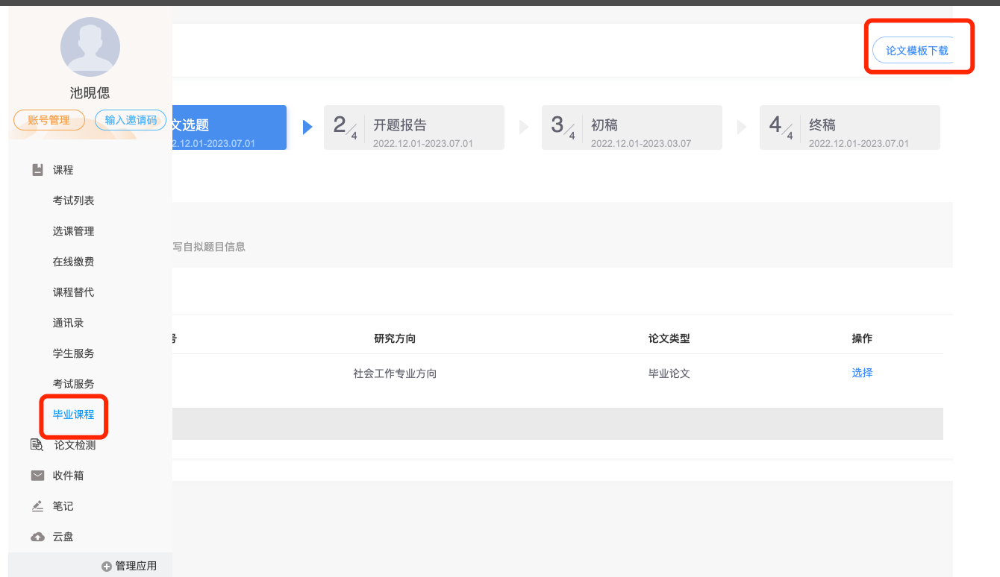 池晛偲
账号管理
输入邀请码
课程
考试列表
选课管理
在线缴费
课程替代
通讯录
学生服务
考试服务
毕业课程
论文检测
收件箱
笔记
云盘
管理应用
论文模板下载
文选题
2.12.01-2023.07.01
2/4 开题报告
2022.12.01-2023.07.01
3/4 初稿
2022.12.01-2023.03.07
4/4 终稿
2022.12.01-2023.07.01
写自拟题目信息
号 研究方向 论文类型 操作
社会工作专业方向 毕业论文 选择